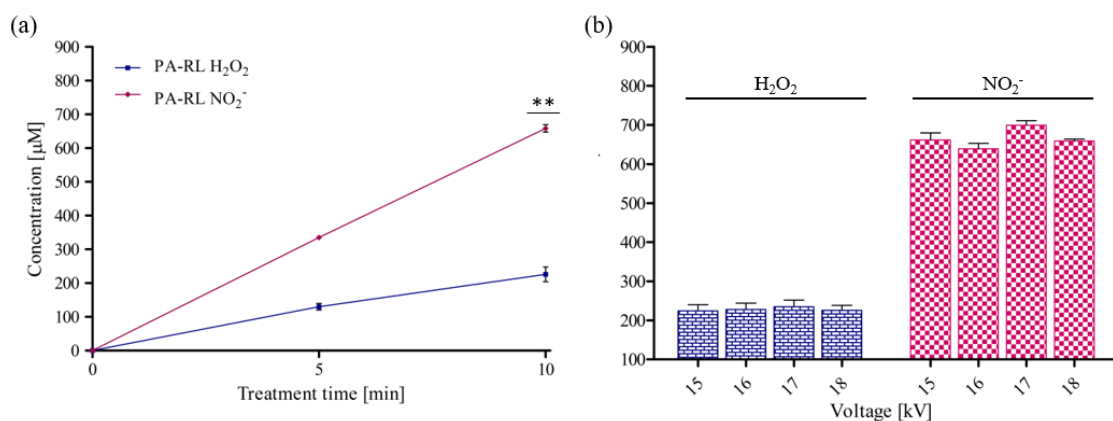 (a)
900
800
700
600
500
400
300
200
100
0
Concentration [µM]
PA-RL H₂O₂
PA-RL NO₂⁻
**
0 5 10
Treatment time [min]
(b)
900
800
700
600
500
400
300
200
100
H₂O₂ NO₂⁻
15 16 17 18 15 16 17 18
Voltage [kV]